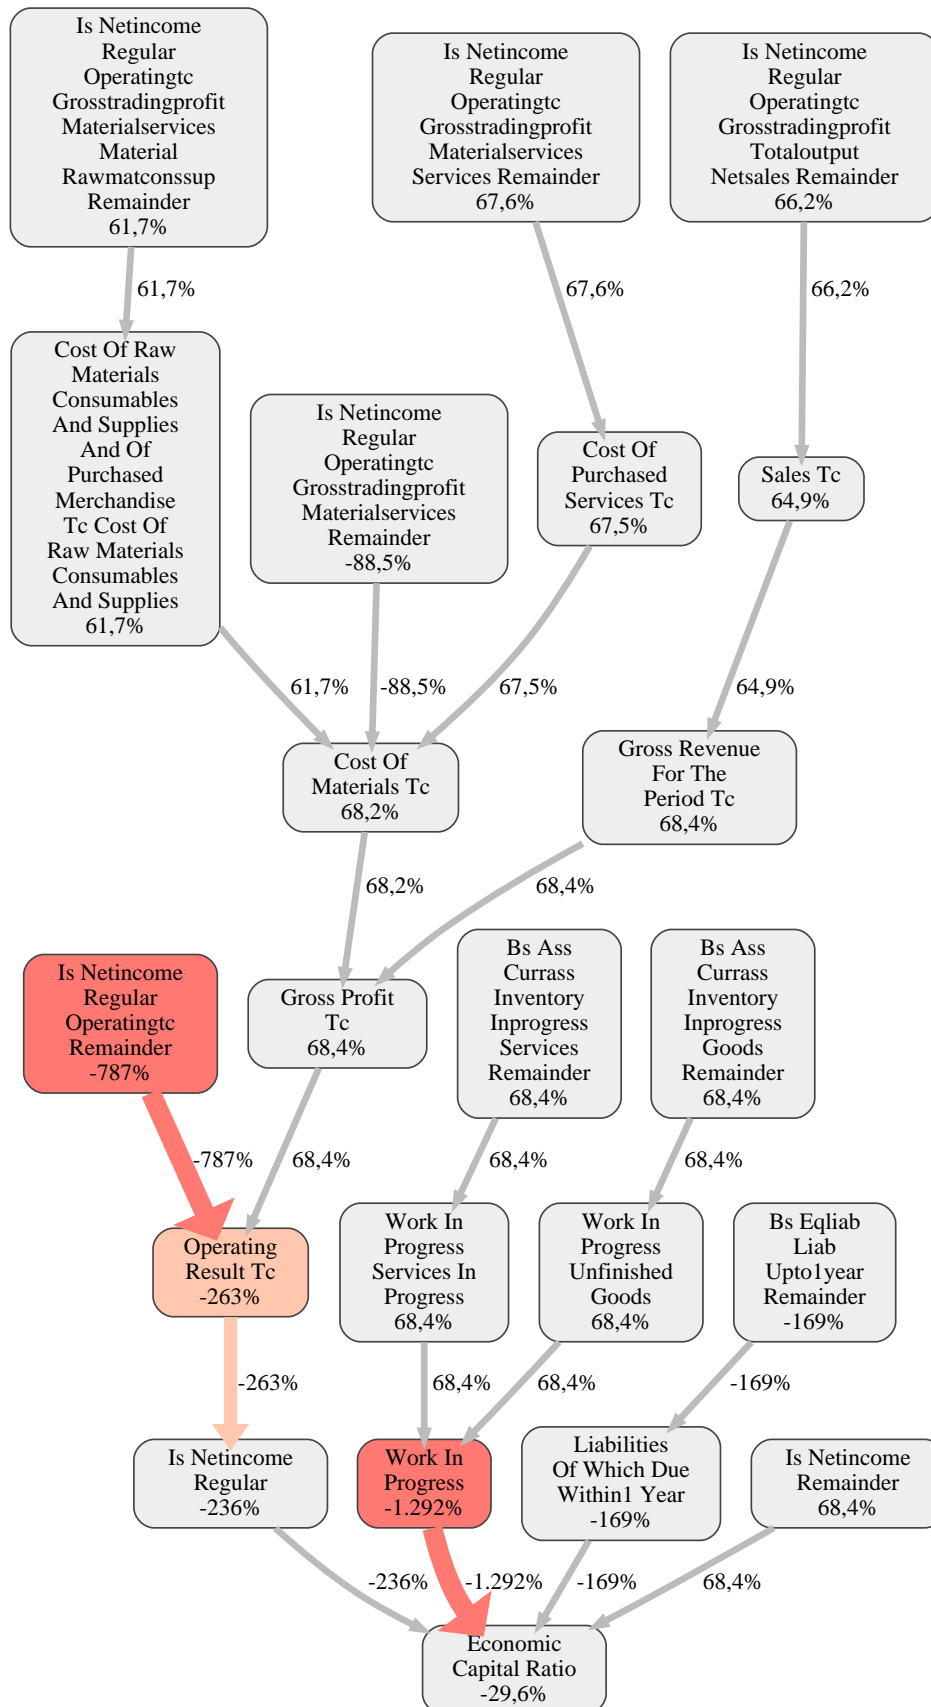 Is Netincome
Regular
Operatingtc
Grosstradingprofit
Materialservices
Material
Rawmatconssup
Remainder
61,7%
Is Netincome
Regular
Operatingtc
Grosstradingprofit
Materialservices
Services Remainder
67,6%
Is Netincome
Regular
Operatingtc
Grosstradingprofit
Totaloutput
Netsales Remainder
66,2%
61,7%
67,6%
66,2%
Cost Of Raw
Materials
Consumables
And Supplies
And Of
Purchased
Merchandise
Tc Cost Of
Raw Materials
Consumables
And Supplies
61,7%
Is Netincome
Regular
Operatingtc
Grosstradingprofit
Materialservices
Remainder
-88,5%
Cost Of
Purchased
Services Tc
67,5%
Sales Tc
64,9%
61,7%
-88,5%
67,5%
64,9%
Cost Of
Materials Tc
68,2%
Gross Revenue
For The
Period Tc
68,4%
68,2%
68,4%
Is Netincome
Regular
Operatingtc
Remainder
-787%
Gross Profit
Tc
68,4%
Bs Ass
Currass
Inventory
Inprogress
Services
Remainder
68,4%
Bs Ass
Currass
Inventory
Inprogress
Goods
Remainder
68,4%
-787%
68,4%
68,4%
68,4%
Operating
Result Tc
-263%
Work In
Progress
Services In
Progress
68,4%
Work In
Progress
Unfinished
Goods
68,4%
Bs Eqliab
Liab
Upto1year
Remainder
-169%
-263%
68,4%
68,4%
-169%
Is Netincome
Regular
-236%
Work In
Progress
-1.292%
Liabilities
Of Which Due
Within1 Year
-169%
Is Netincome
Remainder
68,4%
-236%
-1.292%
-169%
68,4%
Economic
Capital Ratio
-29,6%